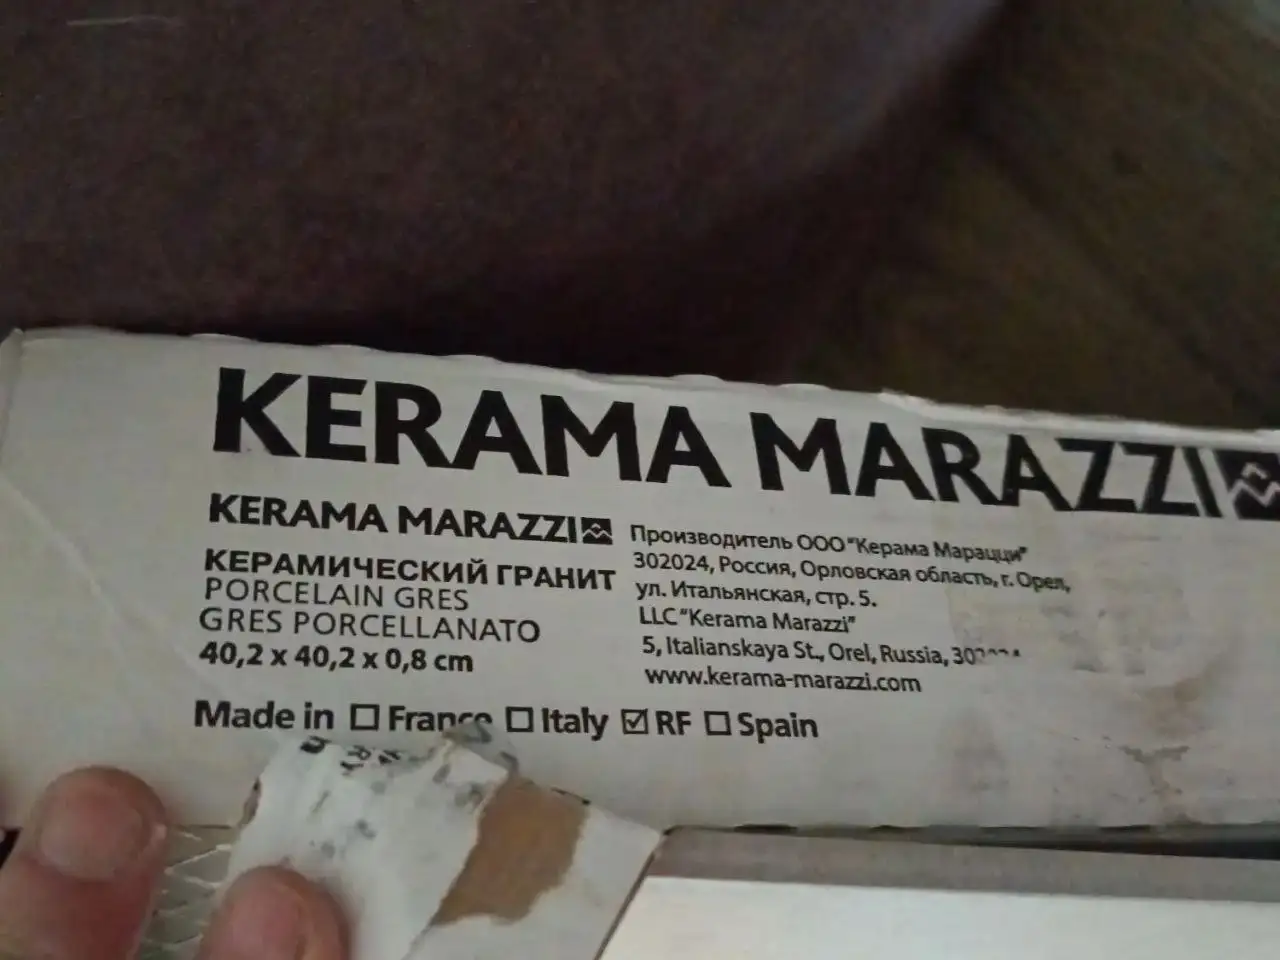 KERAMA MARAZZI
KERAMA MARAZZI
КЕРАМИЧЕСКИЙ ГРАНИТ
PORCELAIN GRES
GRES PORCELLANATO
40,2 x 40,2 x 0,8 cm
Производитель ООО "Керама Марацци"
302024, Россия, Орловская область, г. Орел,
ул. Итальянская, стр. 5.
LLC "Kerama Marazzi"
5, Italianskaya St., Orel, Russia,
www.kerama-marazzi.com
Made in ☐ France ☐ Italy ☑ RF ☐ Spain